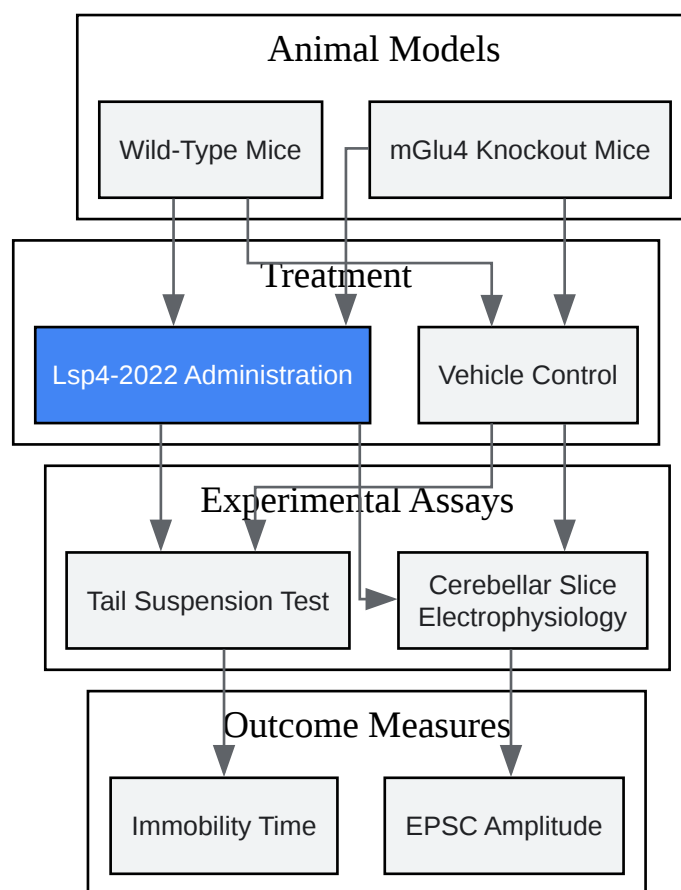 Animal Models
Wild-Type Mice
mGlu4 Knockout Mice
Treatment
Lsp4-2022 Administration
Vehicle Control
Experimental Assays
Tail Suspension Test
Cerebellar Slice
Electrophysiology
Outcome Measures
Immobility Time
EPSC Amplitude